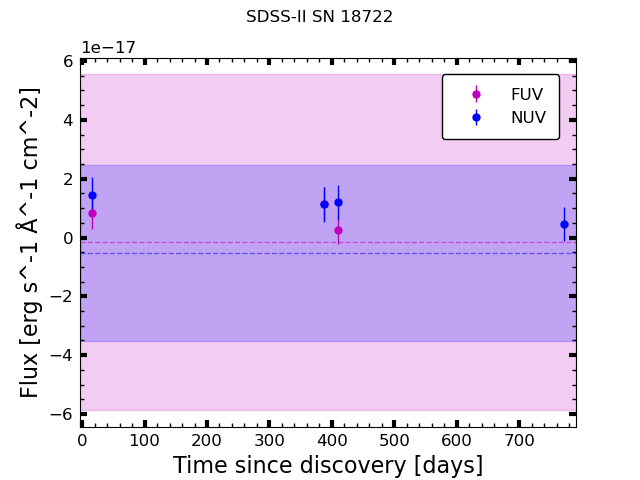 SDSS-II SN 18722
1e−17
FUV
NUV
6
4
2
0
−2
−4
−6
Flux [erg s^-1 Å^-1 cm^-2]
0 100 200 300 400 500 600 700
Time since discovery [days]